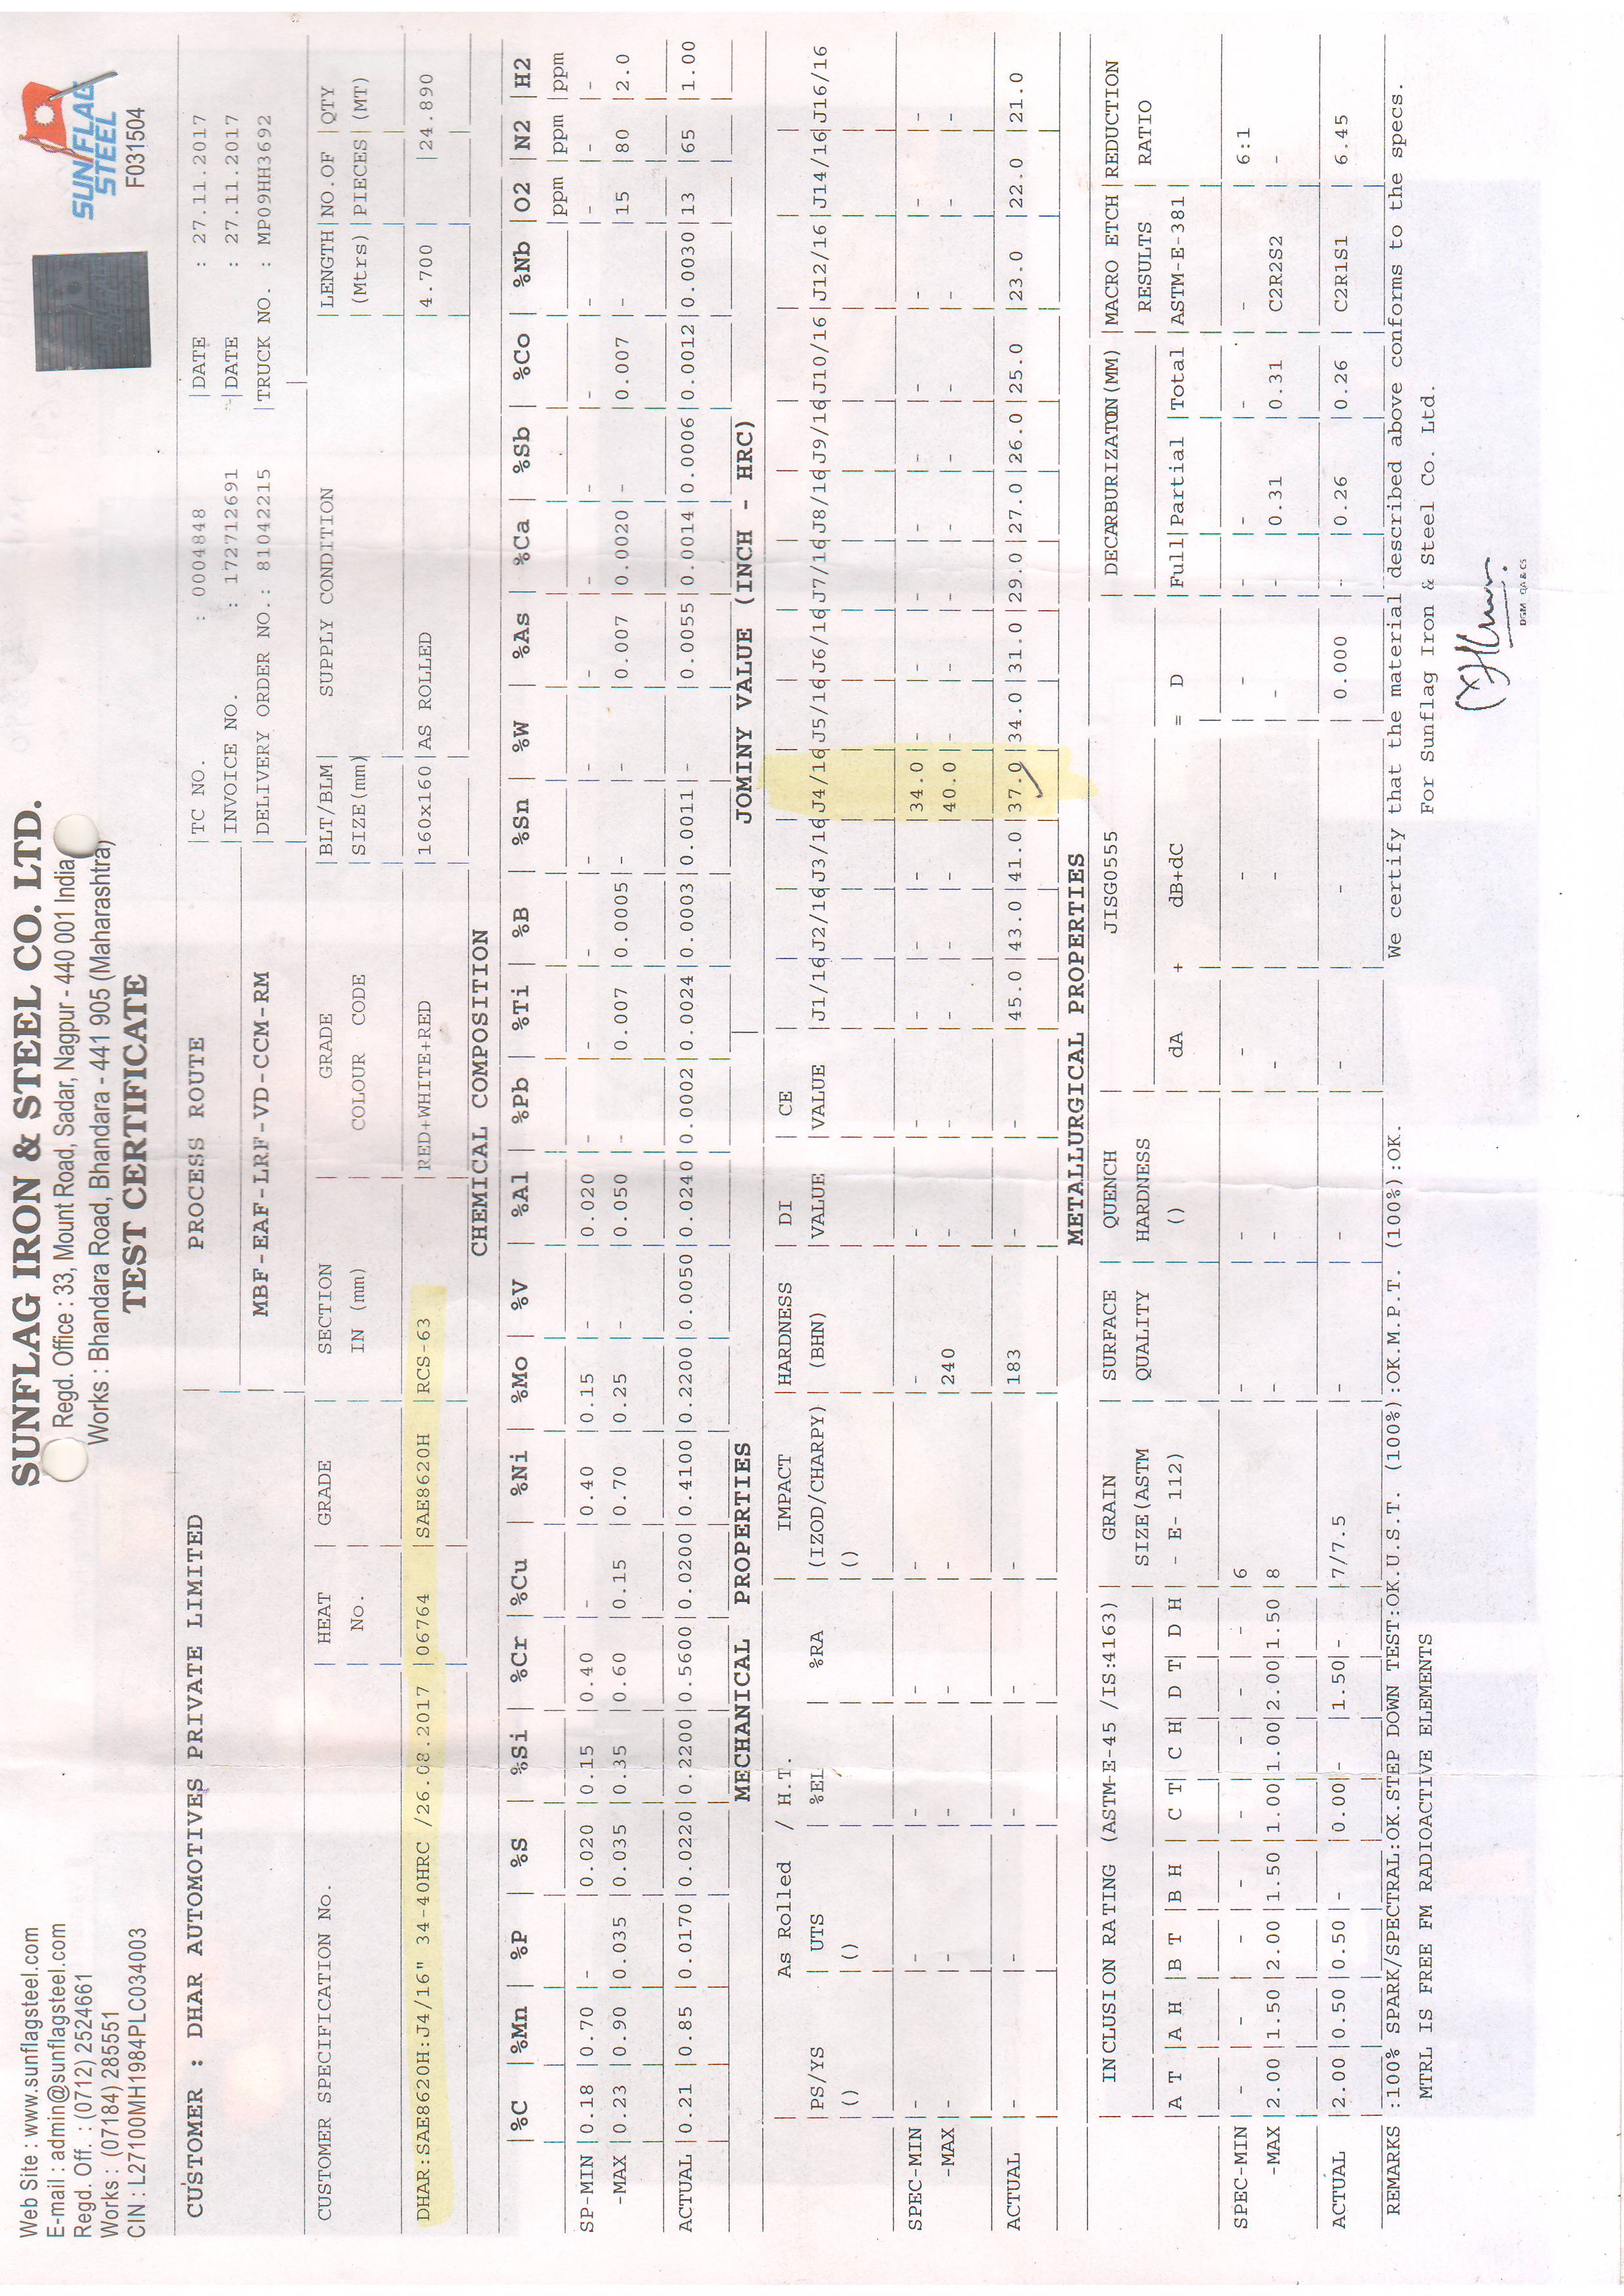 Web Site : www.sunflagsteel.com
E-mail : admin@sunflagsteel.com
Regd. Off. : (0712) 2524661
Works : (07184) 285551
CIN : L27100MH1984PLC034003
SUNFLAG IRON & STEEL CO. LTD.
Regd. Office : 33, Mount Road, Sadar, Nagpur - 440 001 India
Works : Bhandara Road, Bhandara - 441 905 (Maharashtra)
TEST CERTIFICATE
SUN FLAG
STEEL
F031504
CUSTOMER : DHAR AUTOMOTIVES PRIVATE LIMITED
PROCESS ROUTE
MBF-EAF-LRF-VD-CCM-RM
TC NO. : 0004848 DATE : 27.11.2017
INVOICE NO. : 172712691 DATE : 27.11.2017
DELIVERY ORDER NO.: 81042215 TRUCK NO. : MP09HH3692
CUSTOMER SPECIFICATION No. HEAT GRADE SECTION GRADE BLT/BLM SUPPLY CONDITION LENGTH NO.OF QTY
No. IN (mm) COLOUR CODE SIZE(mm) (Mtrs) PIECES (MT)
DHAR:SAE8620H:J4/16" 34-40HRC /26.08.2017 06764 SAE8620H RCS-63 RED+WHITE+RED 160x160 AS ROLLED 4.700 24.890
CHEMICAL COMPOSITION
%C %Mn %P %S %Si %Cr %Cu %Ni %Mo %V %Al %Pb %Ti %B %Sn %W %As %Ca %Sb %Co %Nb O2 N2 H2
ppm ppm ppm
SP-MIN 0.18 0.70 - 0.020 0.15 0.40 - 0.40 0.15 - 0.020 - - - - - - - - - - - - -
-MAX 0.23 0.90 0.035 0.035 0.35 0.60 0.15 0.70 0.25 - 0.050 - 0.007 0.0005 - - 0.007 0.0020 - 0.007 - 15 80 2.0
ACTUAL 0.21 0.85 0.0170 0.0220 0.2200 0.5600 0.0200 0.4100 0.2200 0.0050 0.0240 0.0002 0.0024 0.0003 0.0011 - 0.0055 0.0014 0.0006 0.0012 0.0030 13 65 1.00
MECHANICAL PROPERTIES JOMINY VALUE (INCH - HRC)
As Rolled / H.T. IMPACT HARDNESS DI CE
PS/YS UTS %EL %RA (IZOD/CHARPY) (BHN) VALUE VALUE J1/16 J2/16 J3/16 J4/16 J5/16 J6/16 J7/16 J8/16 J9/16 J10/16 J12/16 J14/16 J16/16
() () ()
SPEC-MIN - - - - - - - - - - - 34.0 - - - - - - - - -
-MAX - - - - - 240 - - - - - 40.0 - - - - - - - - -
ACTUAL - - - - - 183 - - 45.0 43.0 41.0 37.0 34.0 31.0 29.0 27.0 26.0 25.0 23.0 22.0 21.0
METALLURGICAL PROPERTIES
INCLUSION RATING (ASTM-E-45 /IS:4163) GRAIN SURFACE QUENCH JISG0555 DECARBURIZATON(MM) MACRO ETCH REDUCTION
SIZE(ASTM QUALITY HARDNESS RESULTS RATIO
A T A H B T B H C T C H D T D H - E- 112) () dA + dB+dC = D Full Partial Total ASTM-E-381
SPEC-MIN - - - - - - - - 6 - - - - - - - - - 6:1
-MAX 2.00 1.50 2.00 1.50 1.00 1.00 2.00 1.50 8 - - - - - - 0.31 0.31 C2R2S2 -
ACTUAL 2.00 0.50 0.50 - 0.00 - 1.50 - 7/7.5 - - - - 0.000 - 0.26 0.26 C2R1S1 6.45
REMARKS :100% SPARK/SPECTRAL:OK.STEP DOWN TEST:OK.U.S.T. (100%):OK.M.P.T. (100%):OK.
MTRL IS FREE FM RADIOACTIVE ELEMENTS
We certify that the material described above conforms to the specs.
For Sunflag Iron & Steel Co. Ltd.
DGM QA & CS